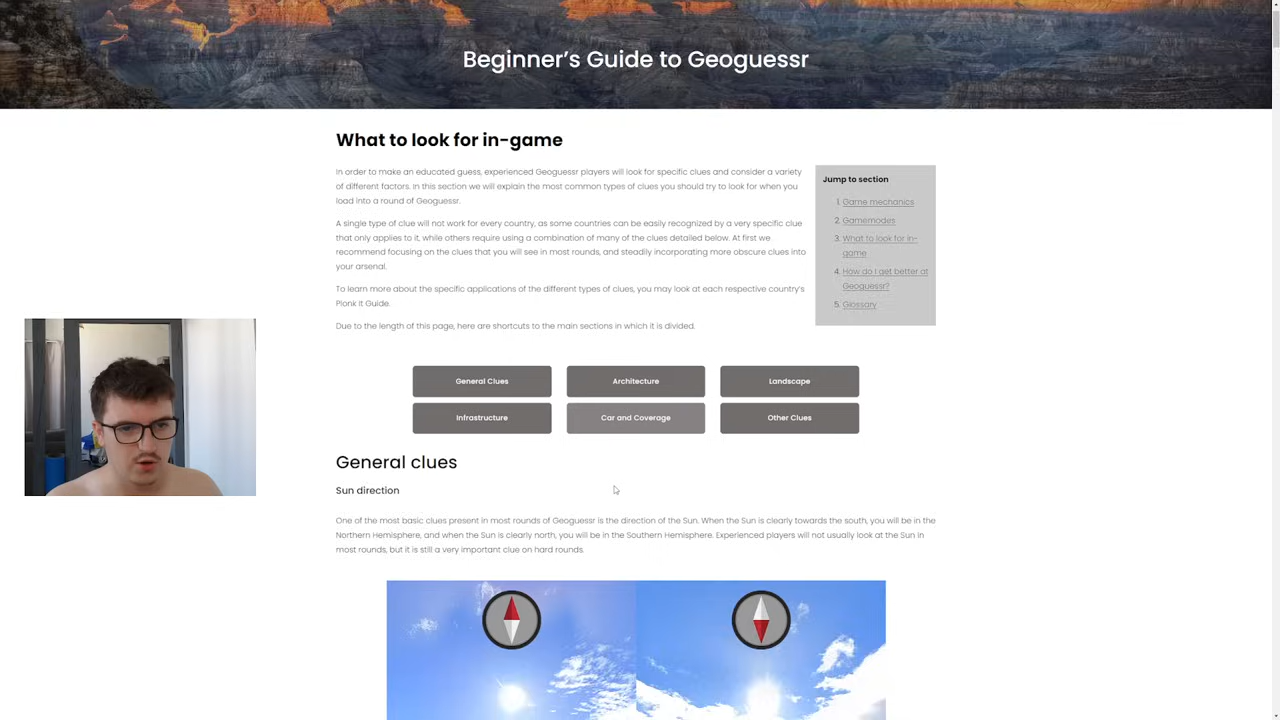 Beginner's Guide to Geoguessr
What to look for in-game
In order to make an educated guess, experienced Geoguessr players will look for specific clues and consider a variety
of different factors. In this section we will explain the most common types of clues you should try to look for when you
load into a round of Geoguessr.
A single type of clue will not work for every country, as some countries can be easily recognized by a very specific clue
that only applies to it, while others require using a combination of many of the clues detailed below. At first we
recommend focusing on the clues that you will see in most rounds, and steadily incorporating more obscure clues into
your arsenal.
To learn more about the specific applications of the different types of clues, you may look at each respective country's
Plonk It Guide.
Due to the length of this page, here are shortcuts to the main sections in which it is divided.
Jump to section
1. Game mechanics
2. Gamemodes
3. What to look for in-
game
4. How do I get better at
Geoguessr?
5. Glossary
General Clues
Architecture
Landscape
Infrastructure
Car and Coverage
Other Clues
General clues
Sun direction
One of the most basic clues present in most rounds of Geoguessr is the direction of the Sun. When the Sun is clearly towards the south, you will be in the
Northern Hemisphere, and when the Sun is clearly north, you will be in the Southern Hemisphere. Experienced players will not usually look at the Sun in
most rounds, but it is still a very important clue on hard rounds.